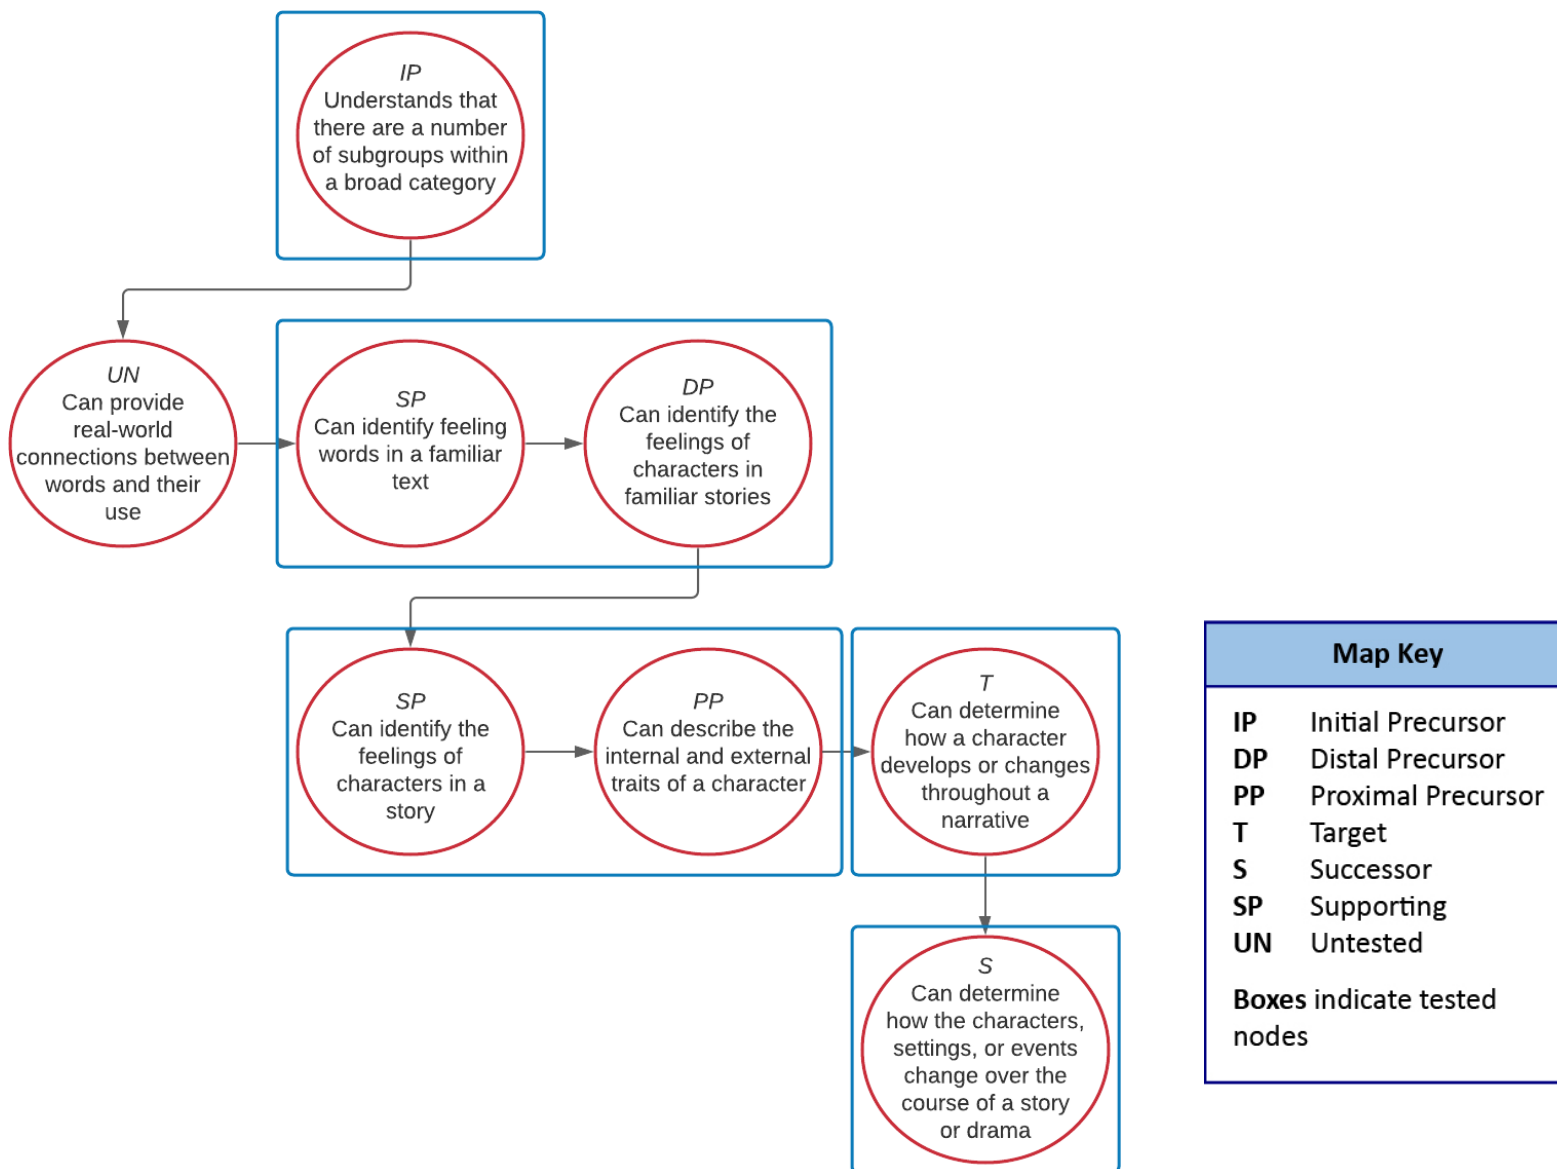 IP
Understands that
there are a number
of subgroups within
a broad category
UN
Can provide
real-world
connections between
words and their
use
SP
Can identify feeling
words in a familiar
text
DP
Can identify the
feelings of
characters in
familiar stories
SP
Can identify the
feelings of
characters in a
story
PP
Can describe the
internal and external
traits of a character
T
Can determine
how a character
develops or changes
throughout a
narrative
S
Can determine
how the characters,
settings, or events
change over the
course of a story
or drama
Map Key
IP Initial Precursor
DP Distal Precursor
PP Proximal Precursor
T Target
S Successor
SP Supporting
UN Untested
Boxes indicate tested
nodes